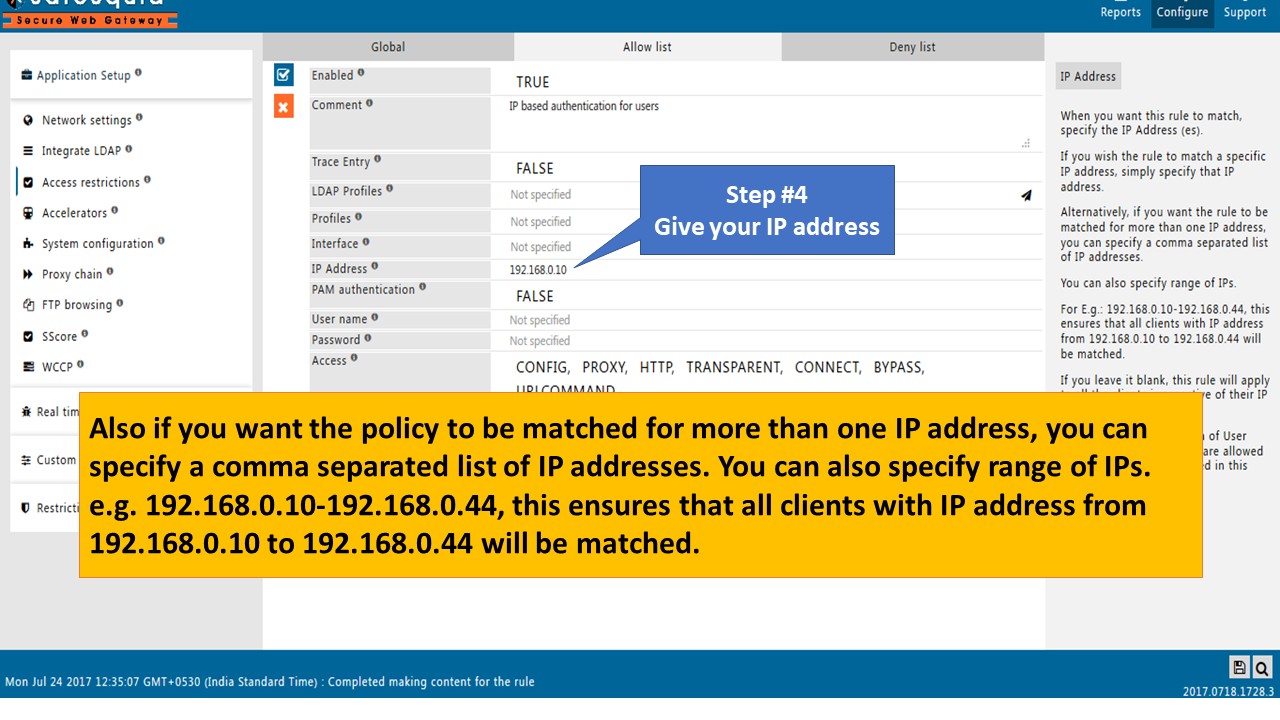 Secure Web Gateway
Reports Configure Support
Global Allow list Deny list
Application Setup
Network settings
Integrate LDAP
Access restrictions
Accelerators
System configuration
Proxy chain
FTP browsing
SScore
WCCP
Real tim
Custom
Restricti
Enabled TRUE
Comment IP based authentication for users
Trace Entry FALSE
LDAP Profiles Not specified
Profiles Not specified
Interface Not specified
IP Address 192.168.0.10
PAM authentication FALSE
User name Not specified
Password Not specified
Access CONFIG, PROXY, HTTP, TRANSPARENT, CONNECT, BYPASS,
Step #4
Give your IP address
IP Address
When you want this rule to match,
specify the IP Address (es).
If you wish the rule to match a specific
IP address, simply specify that IP
address.
Alternatively, if you want the rule to be
matched for more than one IP address,
you can specify a comma separated list
of IP addresses.
You can also specify range of IPs.
For E.g.: 192.168.0.10-192.168.0.44, this
ensures that all clients with IP address
from 192.168.0.10 to 192.168.0.44 will
be matched.
If you leave it blank, this rule will apply
of their IP
of User
are allowed
in this
Also if you want the policy to be matched for more than one IP address, you can
specify a comma separated list of IP addresses. You can also specify range of IPs.
e.g. 192.168.0.10-192.168.0.44, this ensures that all clients with IP address from
192.168.0.10 to 192.168.0.44 will be matched.
Mon Jul 24 2017 12:35:07 GMT+0530 (India Standard Time) : Completed making content for the rule
2017.0718.1728.3